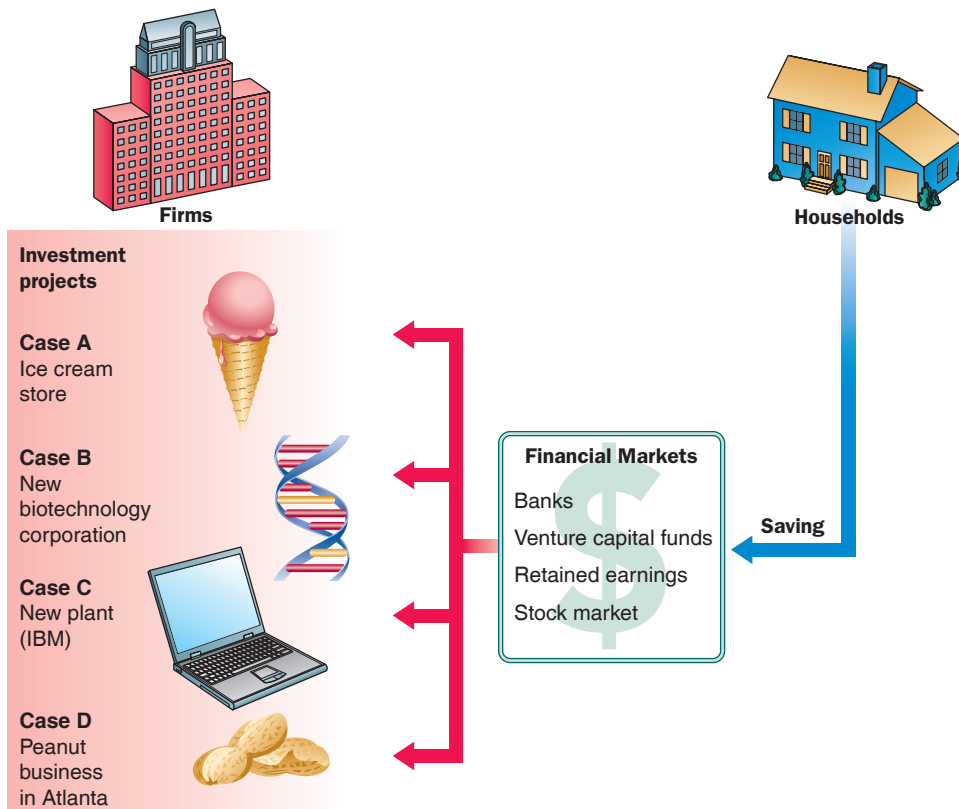 Firms
Households
Investment
projects
Case A
Ice cream
store
Case B
New
biotechnology
corporation
Case C
New plant
(IBM)
Case D
Peanut
business
in Atlanta
Financial Markets
$
Banks
Venture capital funds
Retained earnings
Stock market
Saving